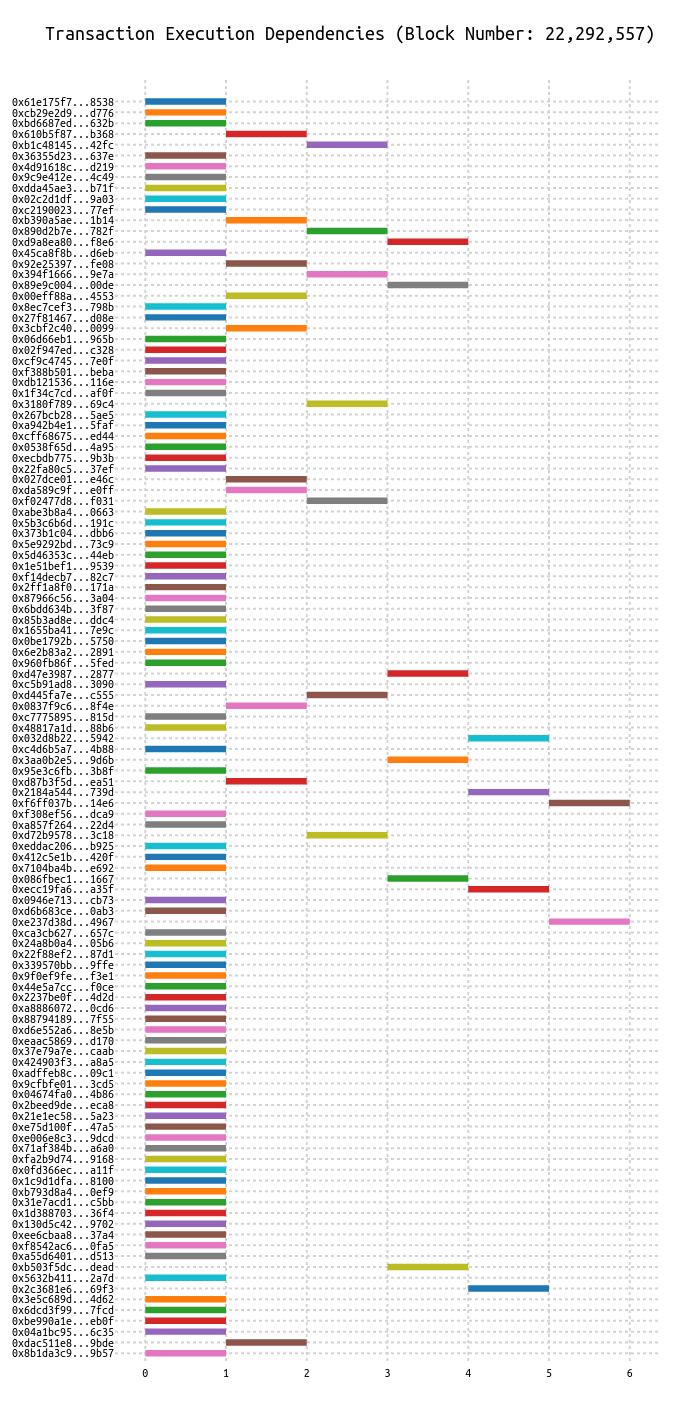 Transaction Execution Dependencies (Block Number: 22,292,557)
0x61e175f7...8538
0xcb29e2d9...d776
0xbd6687ed...632b
0x610b5f87...b368
0xb1c48145...42fc
0x36355d23...637e
0x4d91618c...d219
0x9c9e412e...4c49
0xdda45ae3...b71f
0x02c2d1df...9a03
0xc2190023...77ef
0xb390a5ae...1b14
0x890d2b7e...782f
0xd9a8ea80...f8e6
0x45ca8f8b...d6eb
0x92e25397...fe08
0x394f1666...9e7a
0x89e9c004...00de
0x00eff88a...4553
0x8ec7cef3...798b
0x27f81467...d08e
0x3cbf2c40...0099
0x06d66eb1...965b
0x02f947ed...c328
0xcf9c4745...7e0f
0xf388b501...beba
0xdb121536...116e
0x1f34c7cd...af0f
0x3180f789...69c4
0x267bcb28...5ae5
0xa942b4e1...5faf
0xcff68675...ed44
0x0538f65d...4a95
0xecbdb775...9b3b
0x22fa80c5...37ef
0x027dce01...e46c
0xda589c9f...e0ff
0xf02477d8...f031
0xabe3b8a4...0663
0x5b3c6b6d...191c
0x373b1c04...dbb6
0x5e9292bd...73c9
0x5d46353c...44eb
0x1e51bef1...9539
0xf14decb7...82c7
0x2ff1a8f0...171a
0x87966c56...3a04
0x6bdd634b...3f87
0x85b3ad8e...ddc4
0x1655ba41...7e9c
0x0be1792b...5750
0x6e2b83a2...2891
0x960fb86f...5fed
0xd47e3987...2877
0xc5b91ad8...3090
0xd445fa7e...c555
0x0837f9c6...8f4e
0xc7775895...815d
0x48817a1d...88b6
0x032d8b22...5942
0xc4d6b5a7...4b88
0x3aa0b2e5...9d6b
0x95e3c6fb...3b8f
0xd87b3f5d...ea51
0x2184a544...739d
0xf6ff037b...14e6
0xf308ef56...dca9
0xa857f264...22d4
0xd72b9578...3c18
0xeddac206...b925
0x412c5e1b...420f
0x7104ba4b...e692
0x086fbec1...1667
0xecc19fa6...a35f
0x0946e713...cb73
0xd6b683ce...0ab3
0xe237d38d...4967
0xca3cb627...657c
0x24a8b0a4...05b6
0x22f88ef2...87d1
0x339570bb...9ffe
0x9f0ef9fe...f3e1
0x44e5a7cc...f0ce
0x2237be0f...4d2d
0xa8886072...0cd6
0x88794189...7f55
0xd6e552a6...8e5b
0xeaac5869...d170
0x37e79a7e...caab
0x424903f3...a8a5
0xadffeb8c...09c1
0x9cfbfe01...3cd5
0x04674fa0...4b86
0x2beed9de...eca8
0x21e1ec58...5a23
0xe75d100f...47a5
0xe006e8c3...9dcd
0x71af384b...a6a0
0xfa2b9d74...9168
0x0fd366ec...a11f
0x1c9d1dfa...8100
0xb793d8a4...0ef9
0x31e7acd1...c5bb
0x1d388703...36f4
0x130d5c42...9702
0xee6cbaa8...37a4
0xf8542ac6...0fa5
0xa55d6401...d513
0xb503f5dc...dead
0x5632b411...2a7d
0x2c3681e6...69f3
0x3e5c689d...4d62
0x6dcd3f99...7fcd
0xbe990a1e...eb0f
0x04a1bc95...6c35
0xdac511e8...9bde
0x8b1da3c9...9b57
0 1 2 3 4 5 6